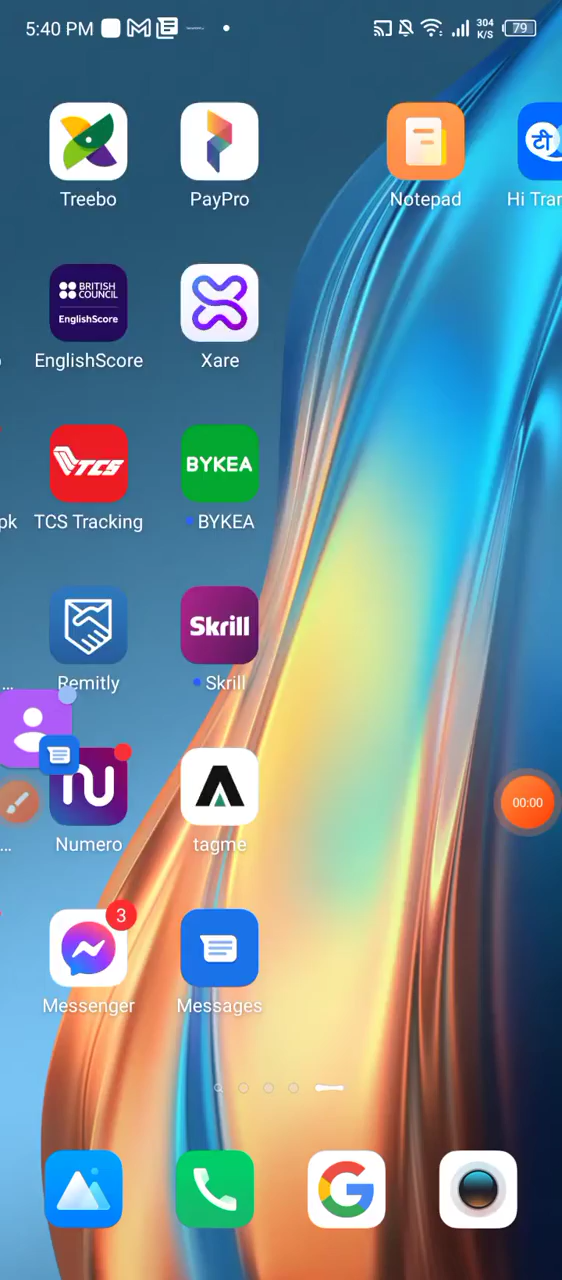 5:40 PM
304
K/S
79
Treebo
PayPro
Notepad
टी
Hi Tran
BRITISH
COUNCIL
EnglishScore
EnglishScore
Xare
TCS
BYKEA
pk
TCS Tracking
BYKEA
Skrill
...
Remitly
Skrill
00:00
...
Numero
tagme
3
Messenger
Messages